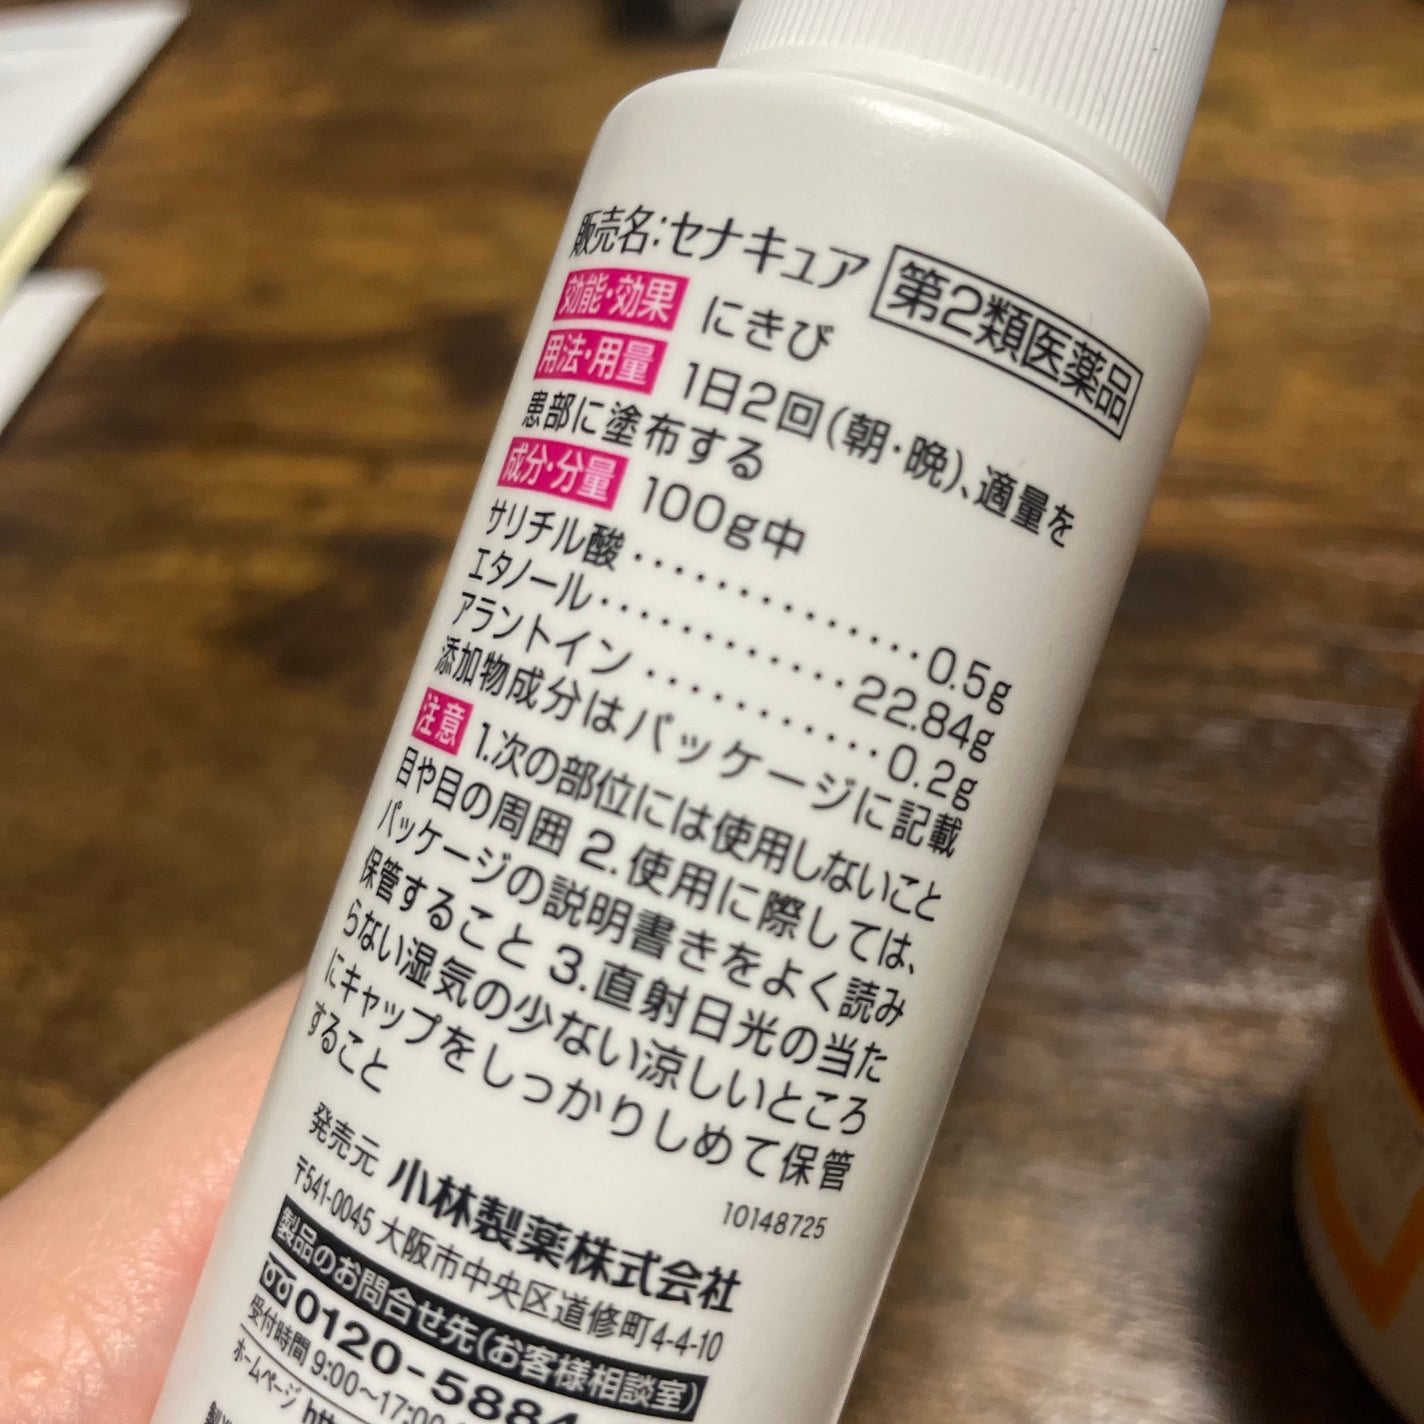 販売名:セナキュア 第2類医薬品
効能・効果 にきび
用法・用量 1日2回(朝・晩)、適量を
患部に塗布する
成分・分量 100g中
サリチル酸・・・・・・・・・・・・・・0.5g
エタノール・・・・・・・・・・・・22.84g
アラントイン・・・・・・・・・・・・0.2g
添加物成分はパッケージに記載
注意 1.次の部位には使用しないこと
目や目の周囲 2.使用に際しては、
パッケージの説明書きをよく読み
保管すること 3.直射日光の当た
らない湿気の少ない涼しいところ
にキャップをしっかりしめて保管
すること
10148725
発売元 小林製薬株式会社
〒541-0045 大阪市中央区道修町4-4-10
製品のお問合せ先(お客様相談室)
0120-5884
受付時間 9:00〜17:00
ホームページ